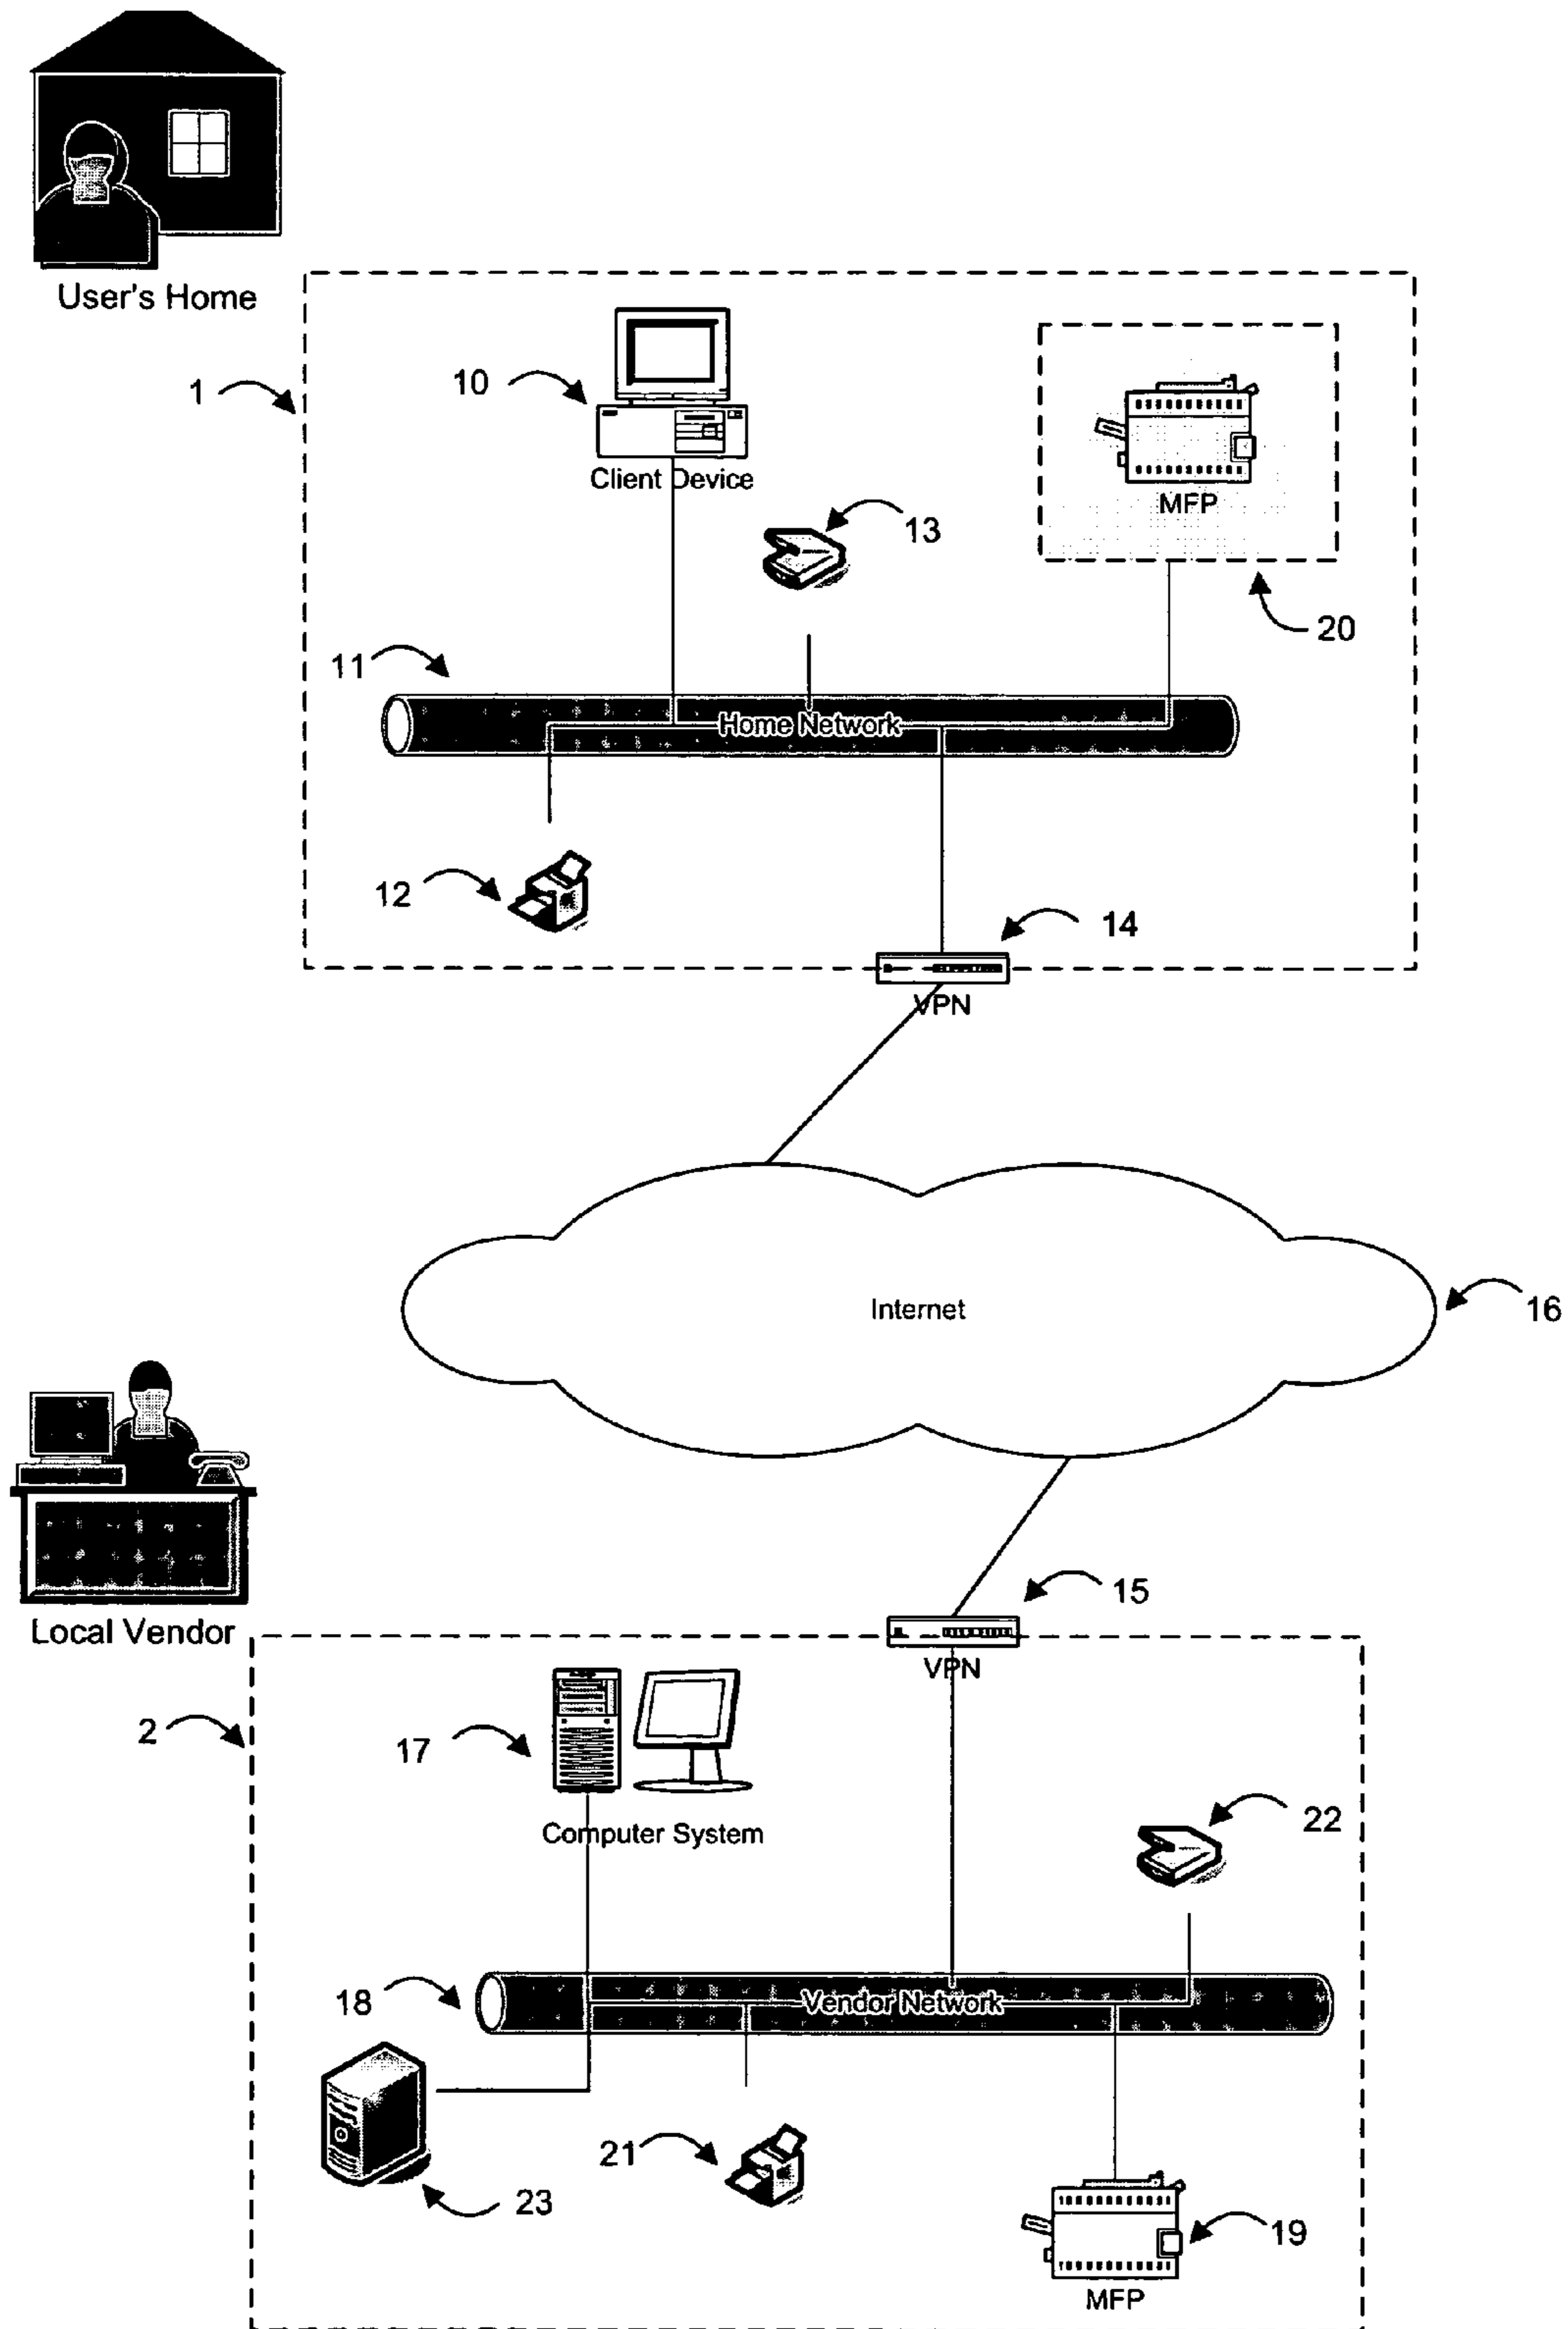 User's Home
1
10
Client Device
MFP
13
20
11
Home Network
12
14
VPN
Internet
16
15
Local Vendor
VPN
2
17
Computer System
22
18
Vendor Network
21
23
19
MFP